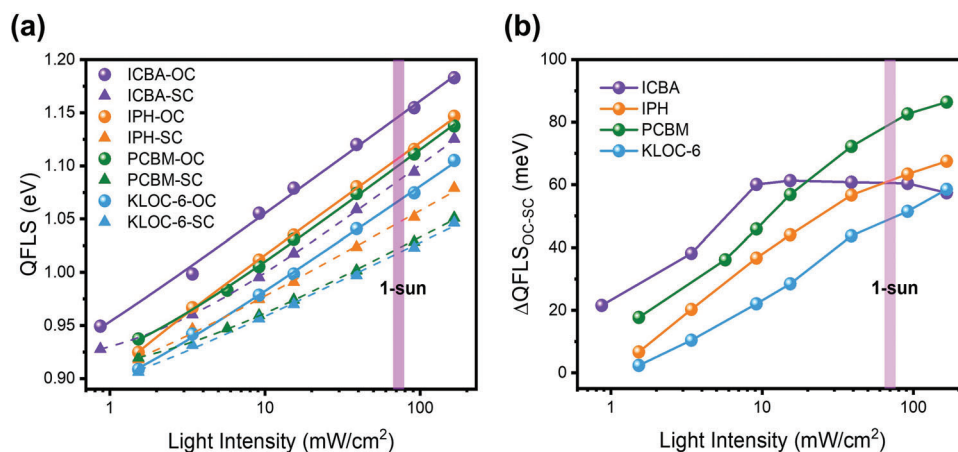 (a)
QFLS (eV)
1.20
1.15
1.10
1.05
1.00
0.95
0.90
ICBA-OC
ICBA-SC
IPH-OC
IPH-SC
PCBM-OC
PCBM-SC
KLOC-6-OC
KLOC-6-SC
1-sun
1
10
100
Light Intensity (mW/cm²)
(b)
ΔQFLS_OC-SC (meV)
100
80
60
40
20
0
ICBA
IPH
PCBM
KLOC-6
1-sun
1
10
100
Light Intensity (mW/cm²)